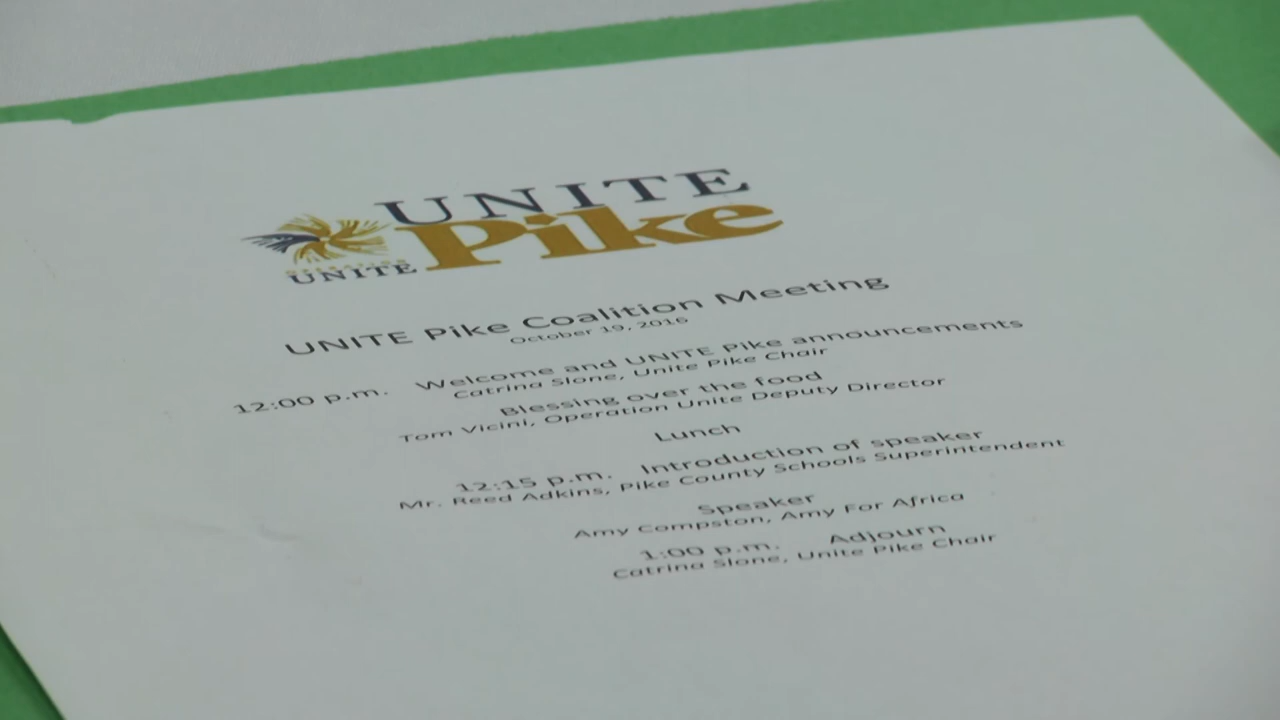 UNITE
Pike
OPERATION
UNITE
UNITE Pike Coalition Meeting
October 19, 2016
12:00 p.m. Welcome and UNITE Pike announcements
Catrina Slone, Unite Pike Chair
Blessing over the food
Tom Vicini, Operation Unite Deputy Director
Lunch
12:15 p.m. Introduction of speaker
Mr. Reed Adkins, Pike County Schools Superintendent
Speaker
Amy Compston, Amy For Africa
1:00 p.m. Adjourn
Catrina Slone, Unite Pike Chair